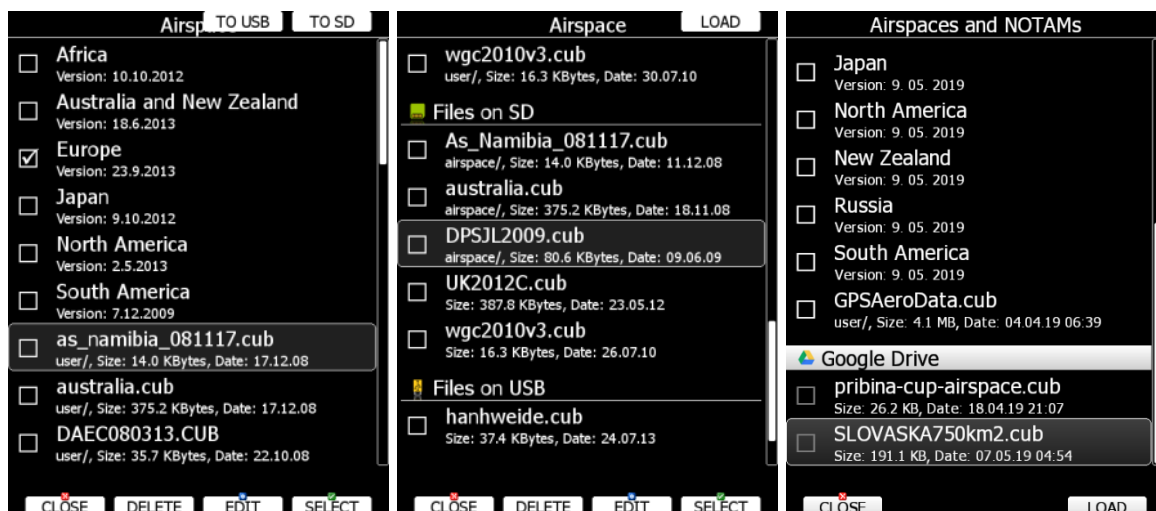 Airsp
TO USB
TO SD
Africa
Version: 10.10.2012
Australia and New Zealand
Version: 18.6.2013
Europe
Version: 23.9.2013
Japan
Version: 9.10.2012
North America
Version: 2.5.2013
South America
Version: 7.12.2009
as_namibia_081117.cub
user/, Size: 14.0 KBytes, Date: 17.12.08
australia.cub
user/, Size: 375.2 KBytes, Date: 17.12.08
DAEC080313.CUB
user/, Size: 35.7 KBytes, Date: 22.10.08
CLOSE
DELETE
EDIT
SELECT
Airspace
LOAD
wgc2010v3.cub
user/, Size: 16.3 KBytes, Date: 30.07.10
Files on SD
As_Namibia_081117.cub
airspace/, Size: 14.0 KBytes, Date: 11.12.08
australia.cub
airspace/, Size: 375.2 KBytes, Date: 18.11.08
DPSJL2009.cub
airspace/, Size: 80.6 KBytes, Date: 09.06.09
UK2012C.cub
Size: 387.8 KBytes, Date: 23.05.12
wgc2010v3.cub
Size: 16.3 KBytes, Date: 26.07.10
Files on USB
hanhweide.cub
Size: 37.4 KBytes, Date: 24.07.13
CLOSE
DELETE
EDIT
SELECT
Airspaces and NOTAMs
Japan
Version: 9. 05. 2019
North America
Version: 9. 05. 2019
New Zealand
Version: 9. 05. 2019
Russia
Version: 9. 05. 2019
South America
Version: 9. 05. 2019
GPSAeroData.cub
user/, Size: 4.1 MB, Date: 04.04.19 06:39
Google Drive
pribina-cup-airspace.cub
Size: 26.2 KB, Date: 18.04.19 21:07
SLOVASKA750km2.cub
Size: 191.1 KB, Date: 07.05.19 04:54
CLOSE
LOAD